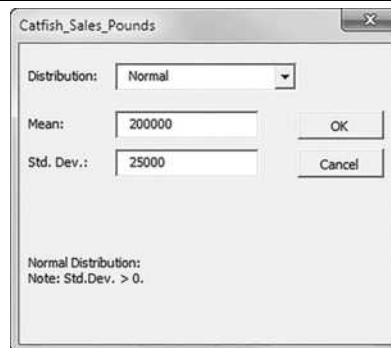 Catfish_Sales_Pounds
Distribution: Normal
Mean: 200000 OK
Std. Dev.: 25000 Cancel
Normal Distribution:
Note: Std.Dev. > 0.